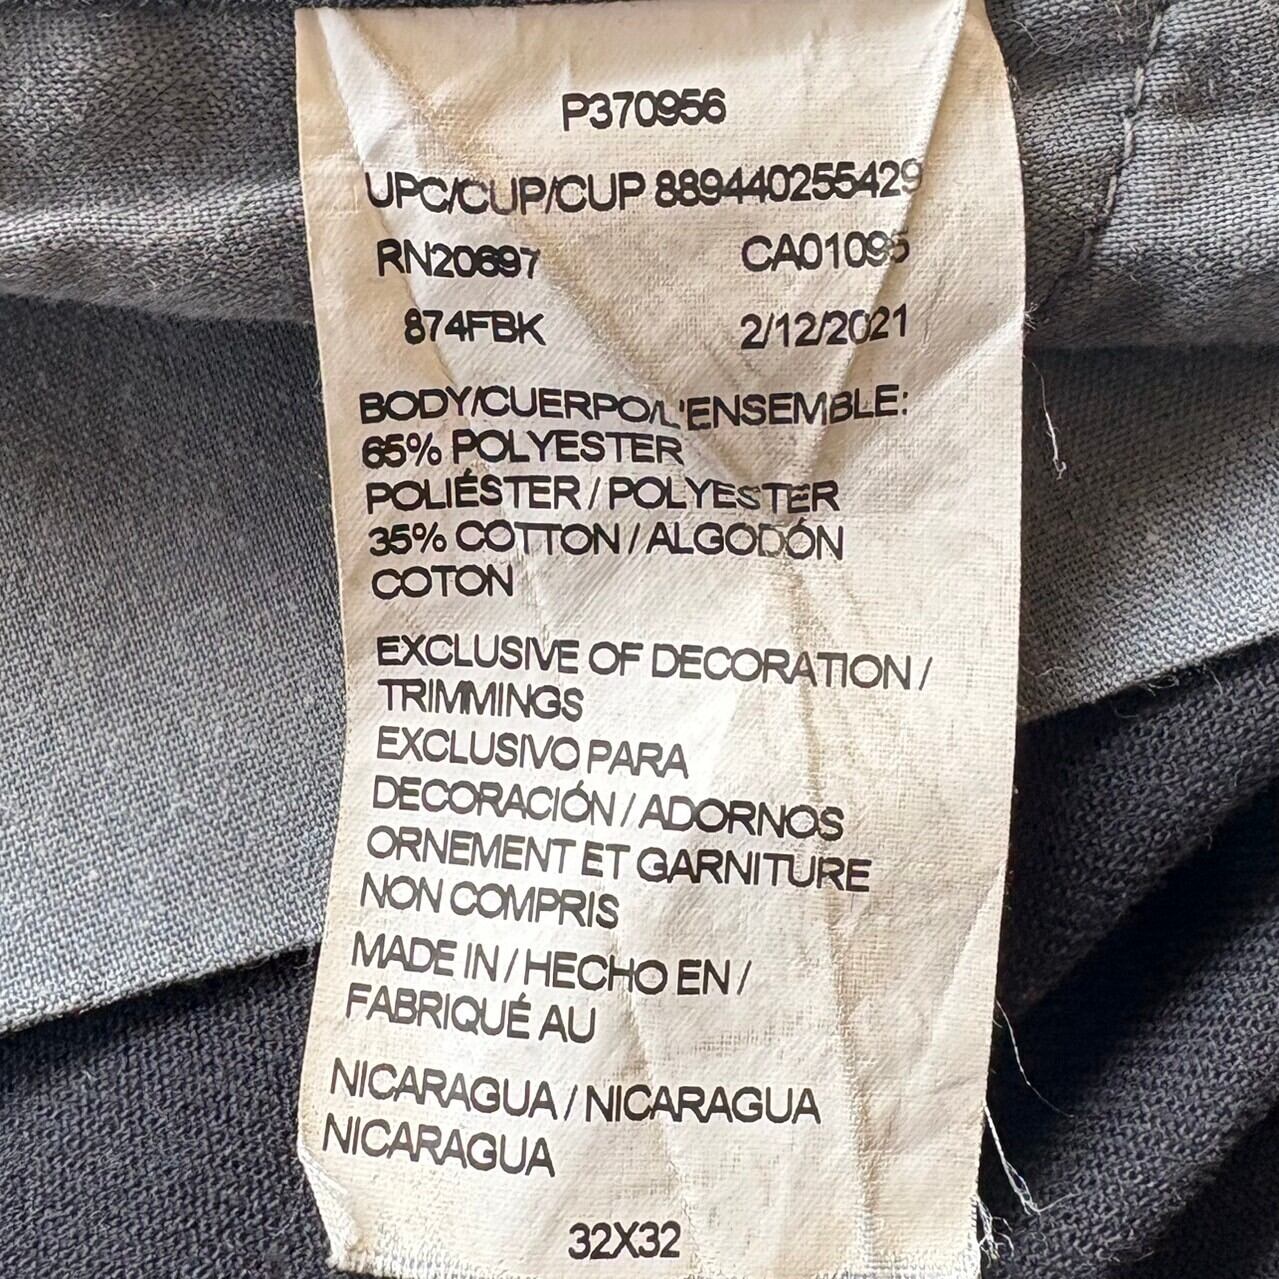 P370956
UPC/CUP/CUP 889440255429
RN20697 CA01095
874FBK 2/12/2021
BODY/CUERPO/L'ENSEMBLE:
65% POLYESTER
POLIÉSTER / POLYESTER
35% COTTON / ALGODÓN
COTON
EXCLUSIVE OF DECORATION /
TRIMMINGS
EXCLUSIVO PARA
DECORACIÓN / ADORNOS
ORNEMENT ET GARNITURE
NON COMPRIS
MADE IN / HECHO EN /
FABRIQUÉ AU
NICARAGUA / NICARAGUA
NICARAGUA
32X32